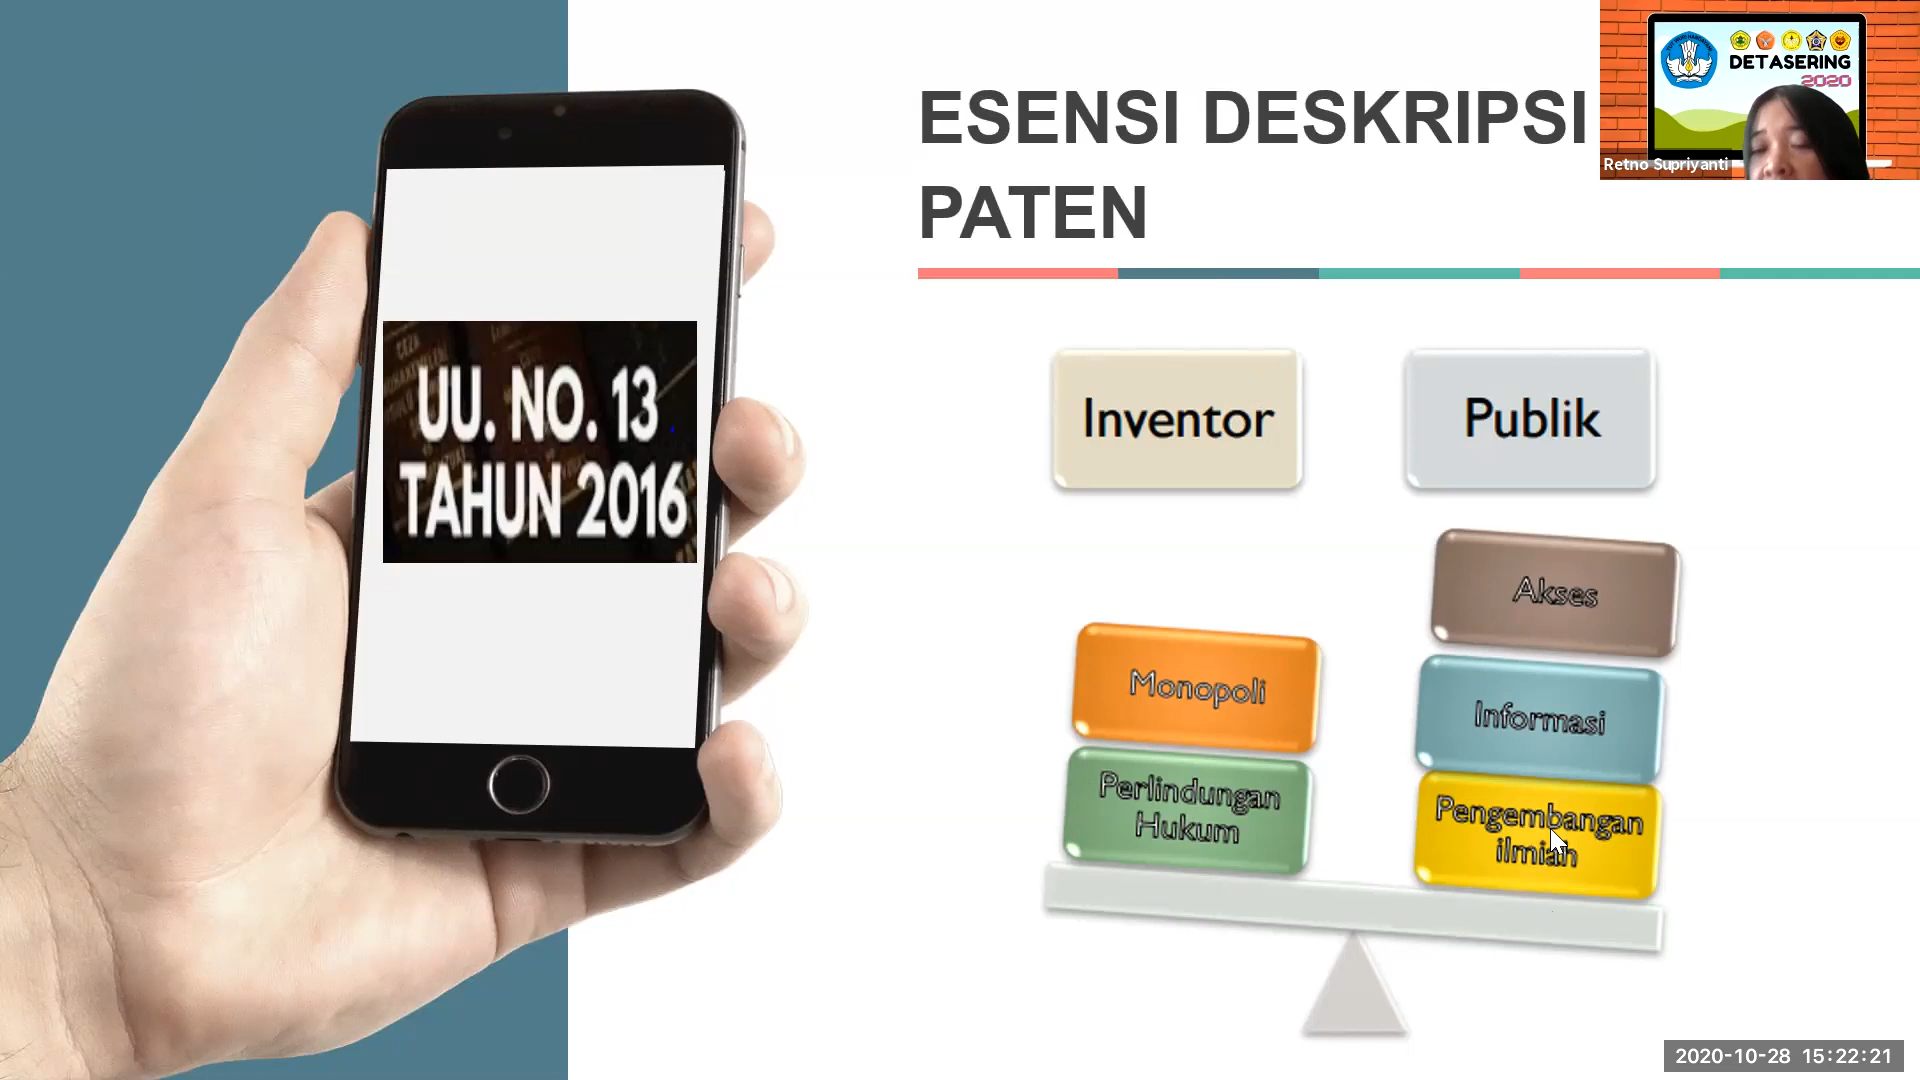 ESENSI DESKRIPSI
PATEN
DETASERING
2020
Retno Supriyanti
UU. NO. 13
TAHUN 2016
Inventor
Publik
Akses
Monopoli
Informasi
Perlindungan
Hukum
Pengembangan
ilmiah
2020-10-28 15:22:21